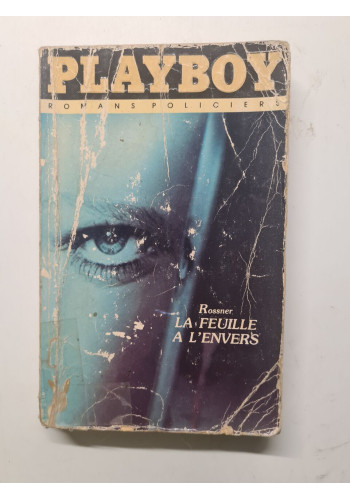 PLAYBOY
ROMANS POLICIERS
Rossner
LA FEUILLE
A L'ENVERS